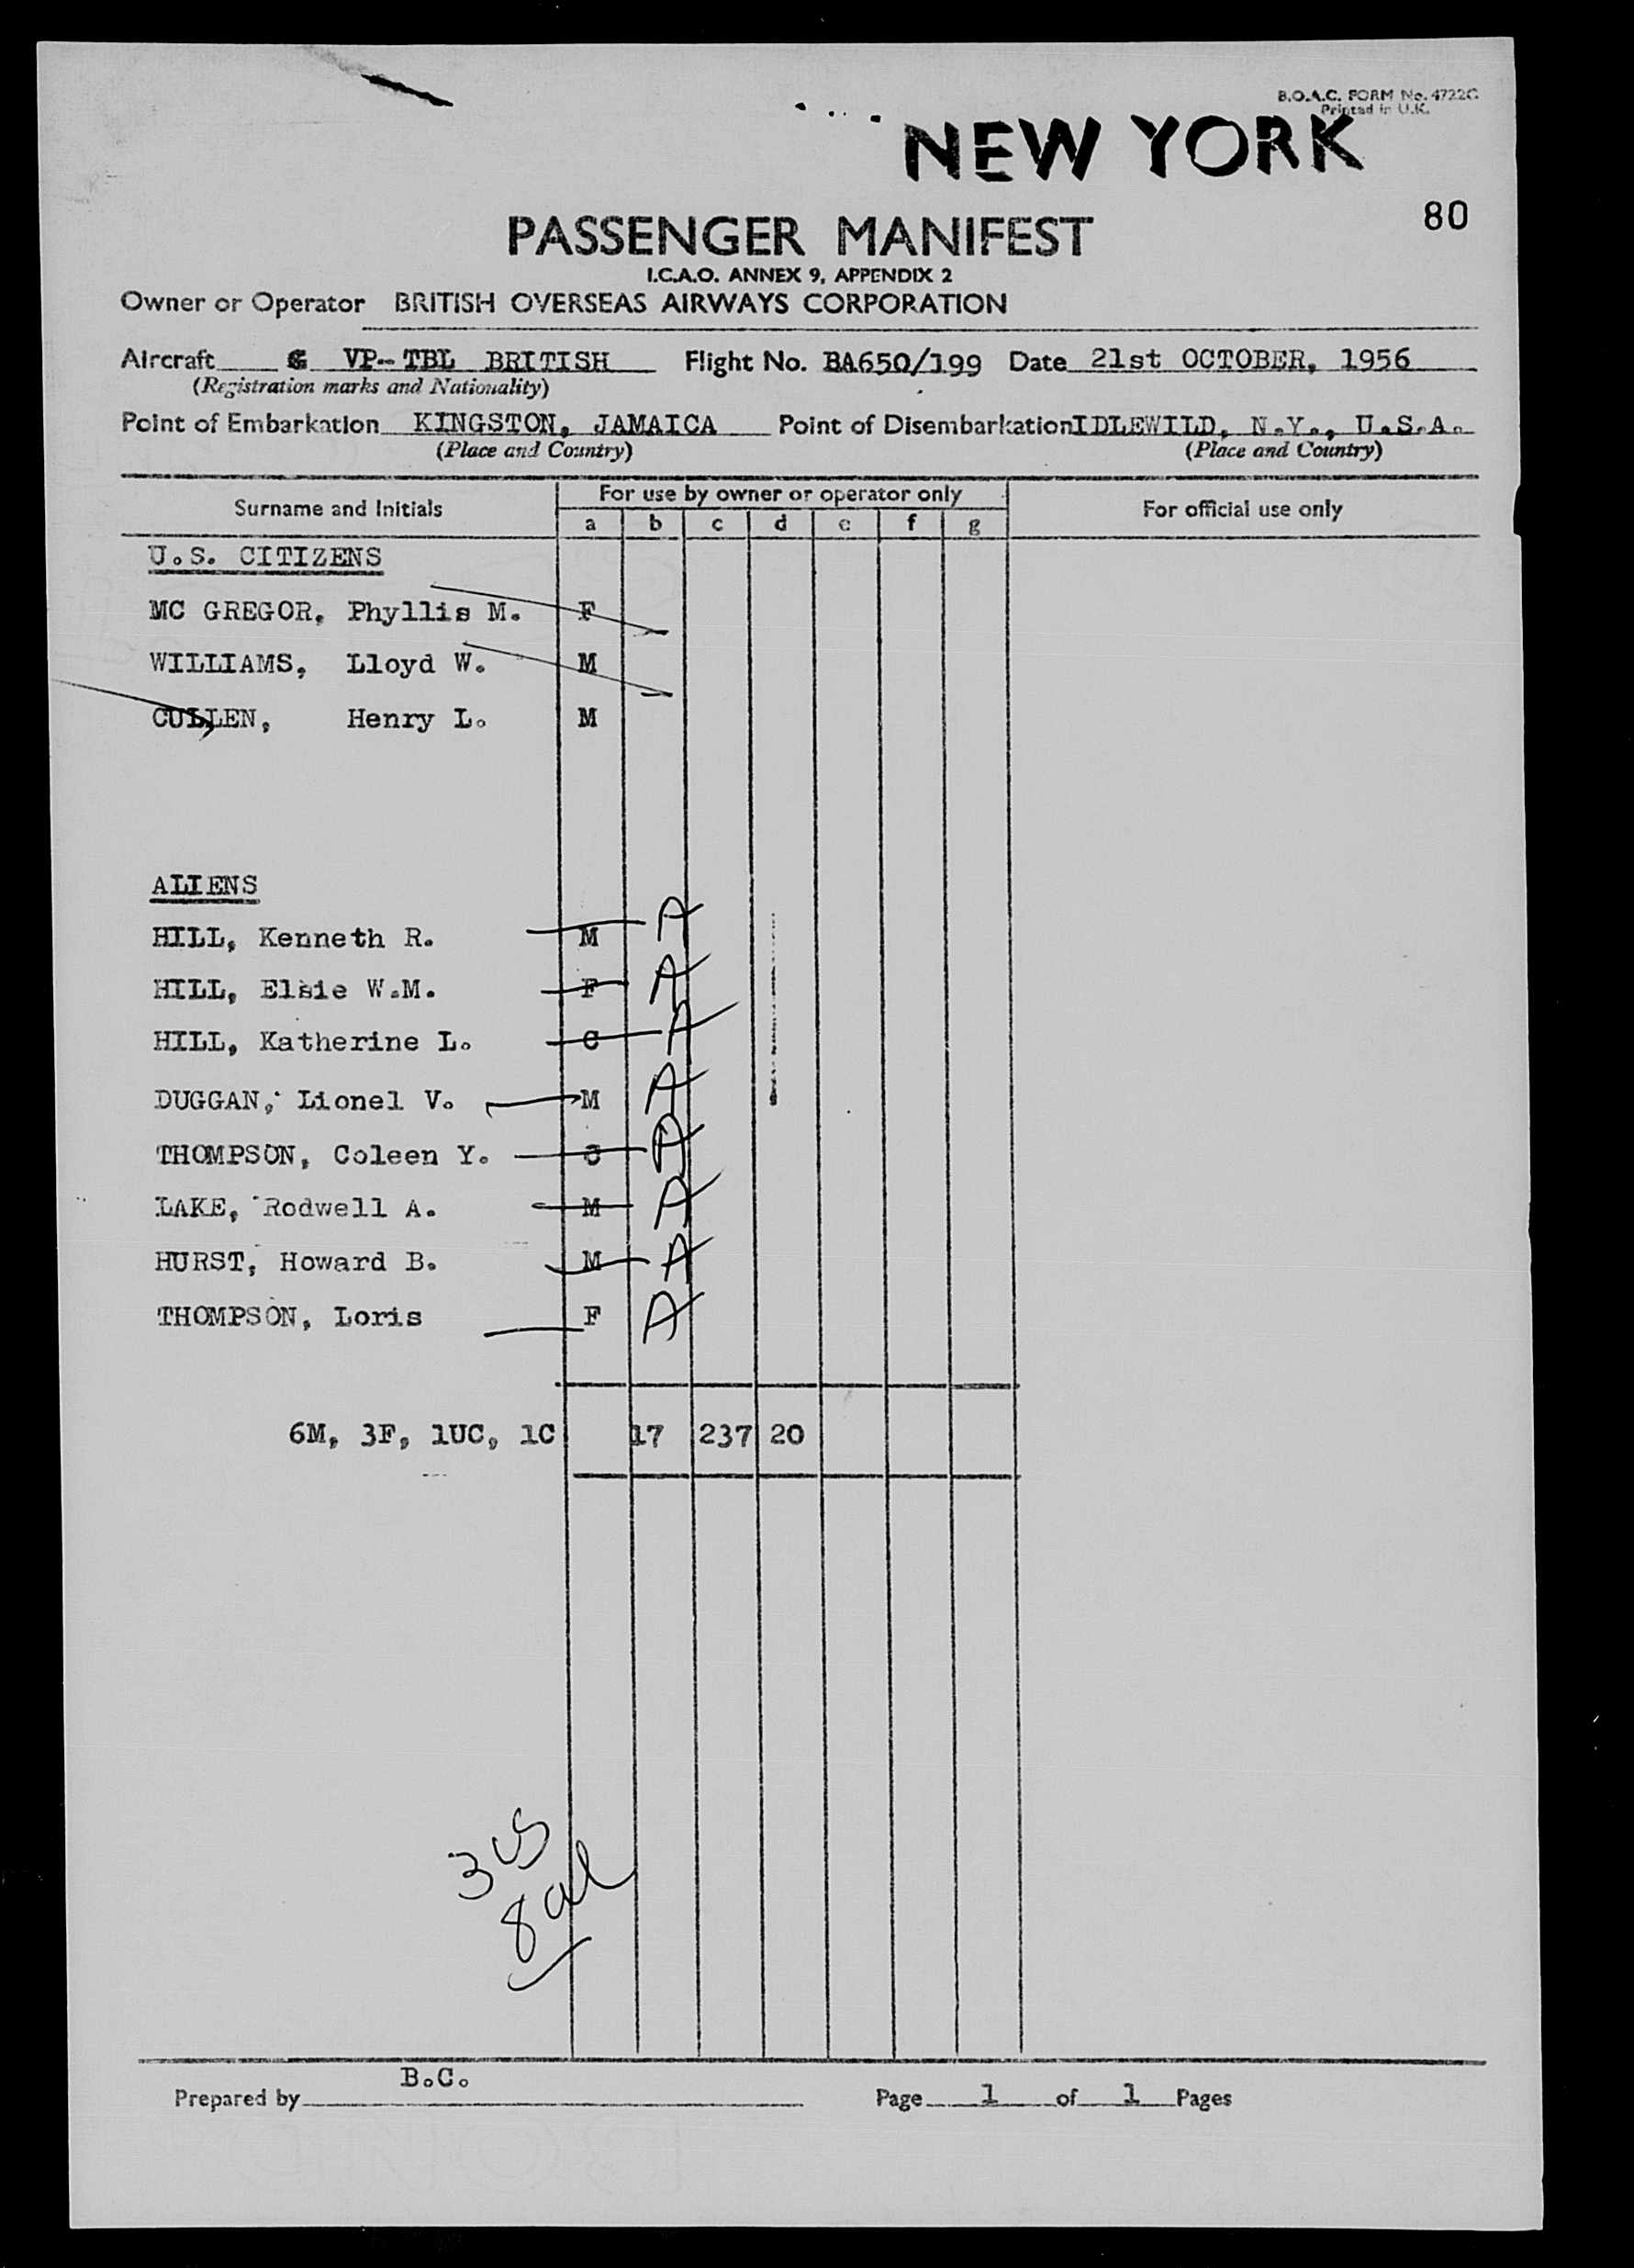 B.O.A.C. FORM No. 4722C
Printed in U.K.
NEW YORK
80
PASSENGER MANIFEST
I.C.A.O. ANNEX 9, APPENDIX 2
Owner or Operator BRITISH OVERSEAS AIRWAYS CORPORATION
Aircraft G VP-TBL BRITISH Flight No. BA650/199 Date 21st OCTOBER, 1956
(Registration marks and Nationality)
Point of Embarkation KINGSTON, JAMAICA Point of Disembarkation IDLEWILD, N.Y., U.S.A.
(Place and Country) (Place and Country)
Surname and Initials For use by owner or operator only For official use only
a b c d e f g
U.S. CITIZENS
MC GREGOR, Phyllis M. F
WILLIAMS, Lloyd W. M
CULLEN, Henry L. M
ALIENS
HILL, Kenneth R. M
HILL, Elsie W.M. F
HILL, Katherine L. C
DUGGAN, Lionel V. M
THOMPSON, Coleen Y. C
LAKE, Rodwell A. M
HURST, Howard B. M
THOMPSON, Loris F
6M, 3F, 1UC, 1C 17 237 20
3 US
8 al
B.C.
Prepared by Page 1 of 1 Pages